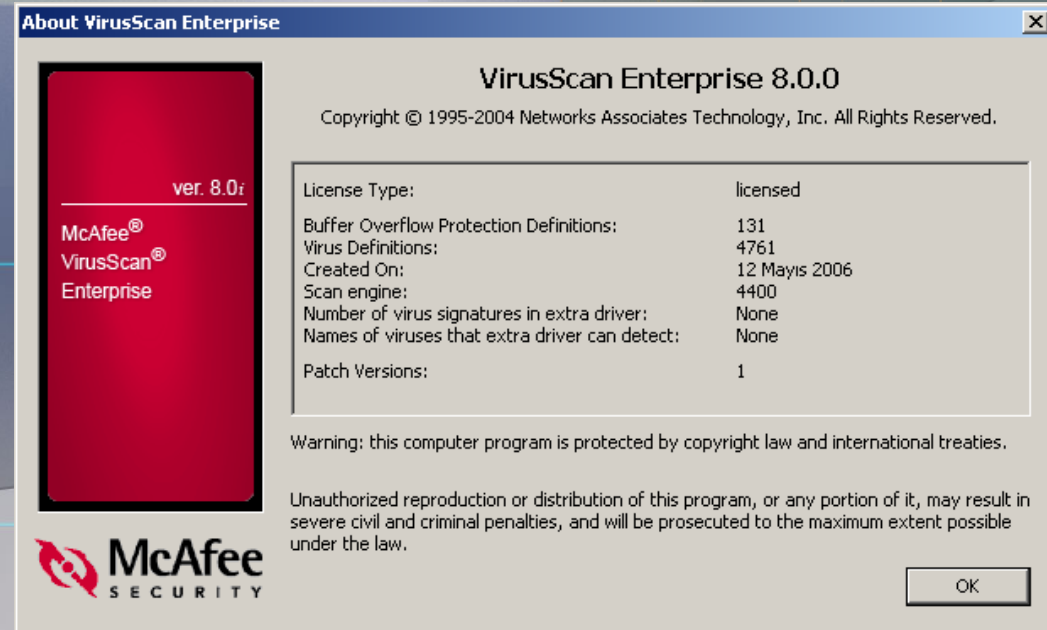 About VirusScan Enterprise
VirusScan Enterprise 8.0.0
Copyright © 1995-2004 Networks Associates Technology, Inc. All Rights Reserved.
ver. 8.0i
McAfee®
VirusScan®
Enterprise
License Type: licensed
Buffer Overflow Protection Definitions: 131
Virus Definitions: 4761
Created On: 12 Mayıs 2006
Scan engine: 4400
Number of virus signatures in extra driver: None
Names of viruses that extra driver can detect: None
Patch Versions: 1
Warning: this computer program is protected by copyright law and international treaties.
Unauthorized reproduction or distribution of this program, or any portion of it, may result in
severe civil and criminal penalties, and will be prosecuted to the maximum extent possible
under the law.
McAfee
SECURITY
OK